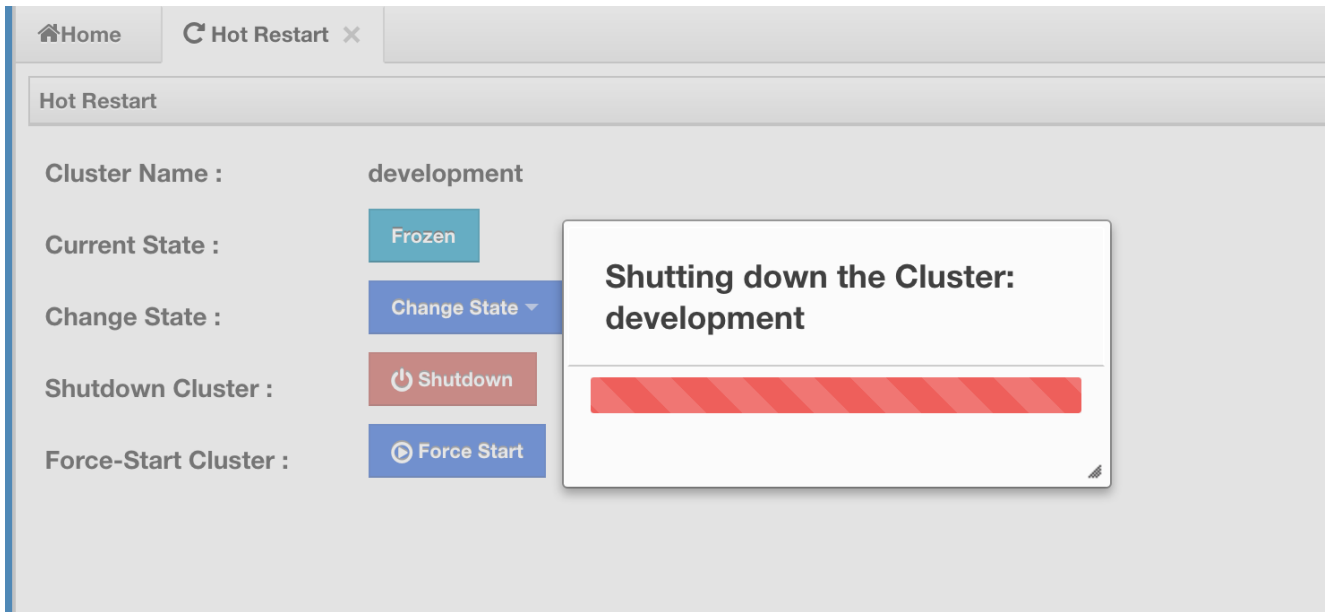 Home
Hot Restart
Hot Restart
Cluster Name :
development
Current State :
Frozen
Change State :
Change State
Shutdown Cluster :
Shutdown
Force-Start Cluster :
Force Start
Shutting down the Cluster:
development